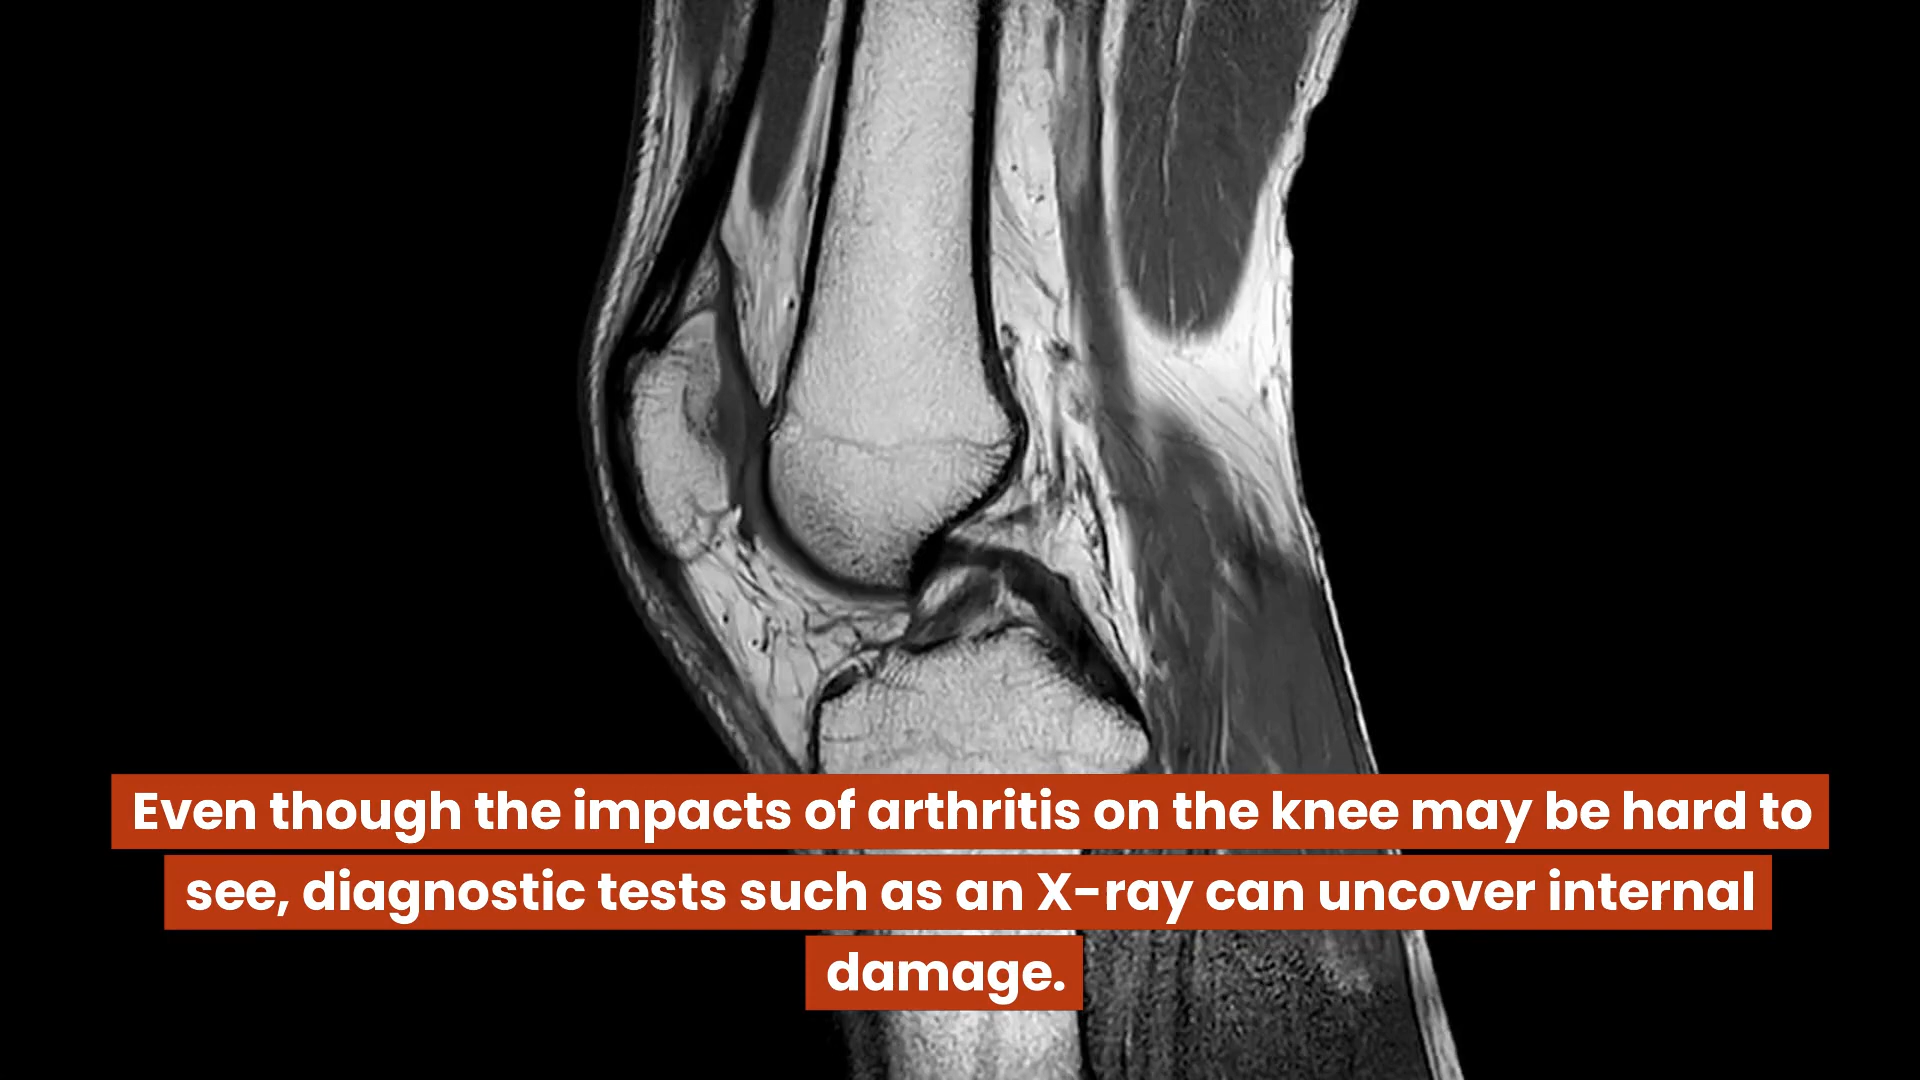 Even though the impacts of arthritis on the knee may be hard to
see, diagnostic tests such as an X-ray can uncover internal
damage.